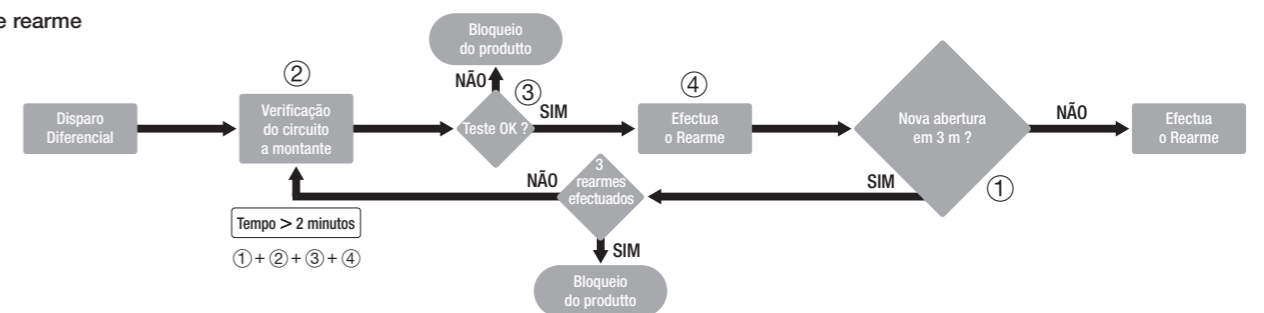 e rearme
Bloqueio
do produtto
NÃO
②
③
④
Disparo
Diferencial
Verificação
do circuito
a montante
Teste OK ?
SIM
Efectua
o Rearme
Nova abertura
em 3 m ?
NÃO
Efectua
o Rearme
3
rearmes
efectuados
NÃO
SIM
①
Tempo > 2 minutos
①+②+③+④
SIM
Bloqueio
do produtto